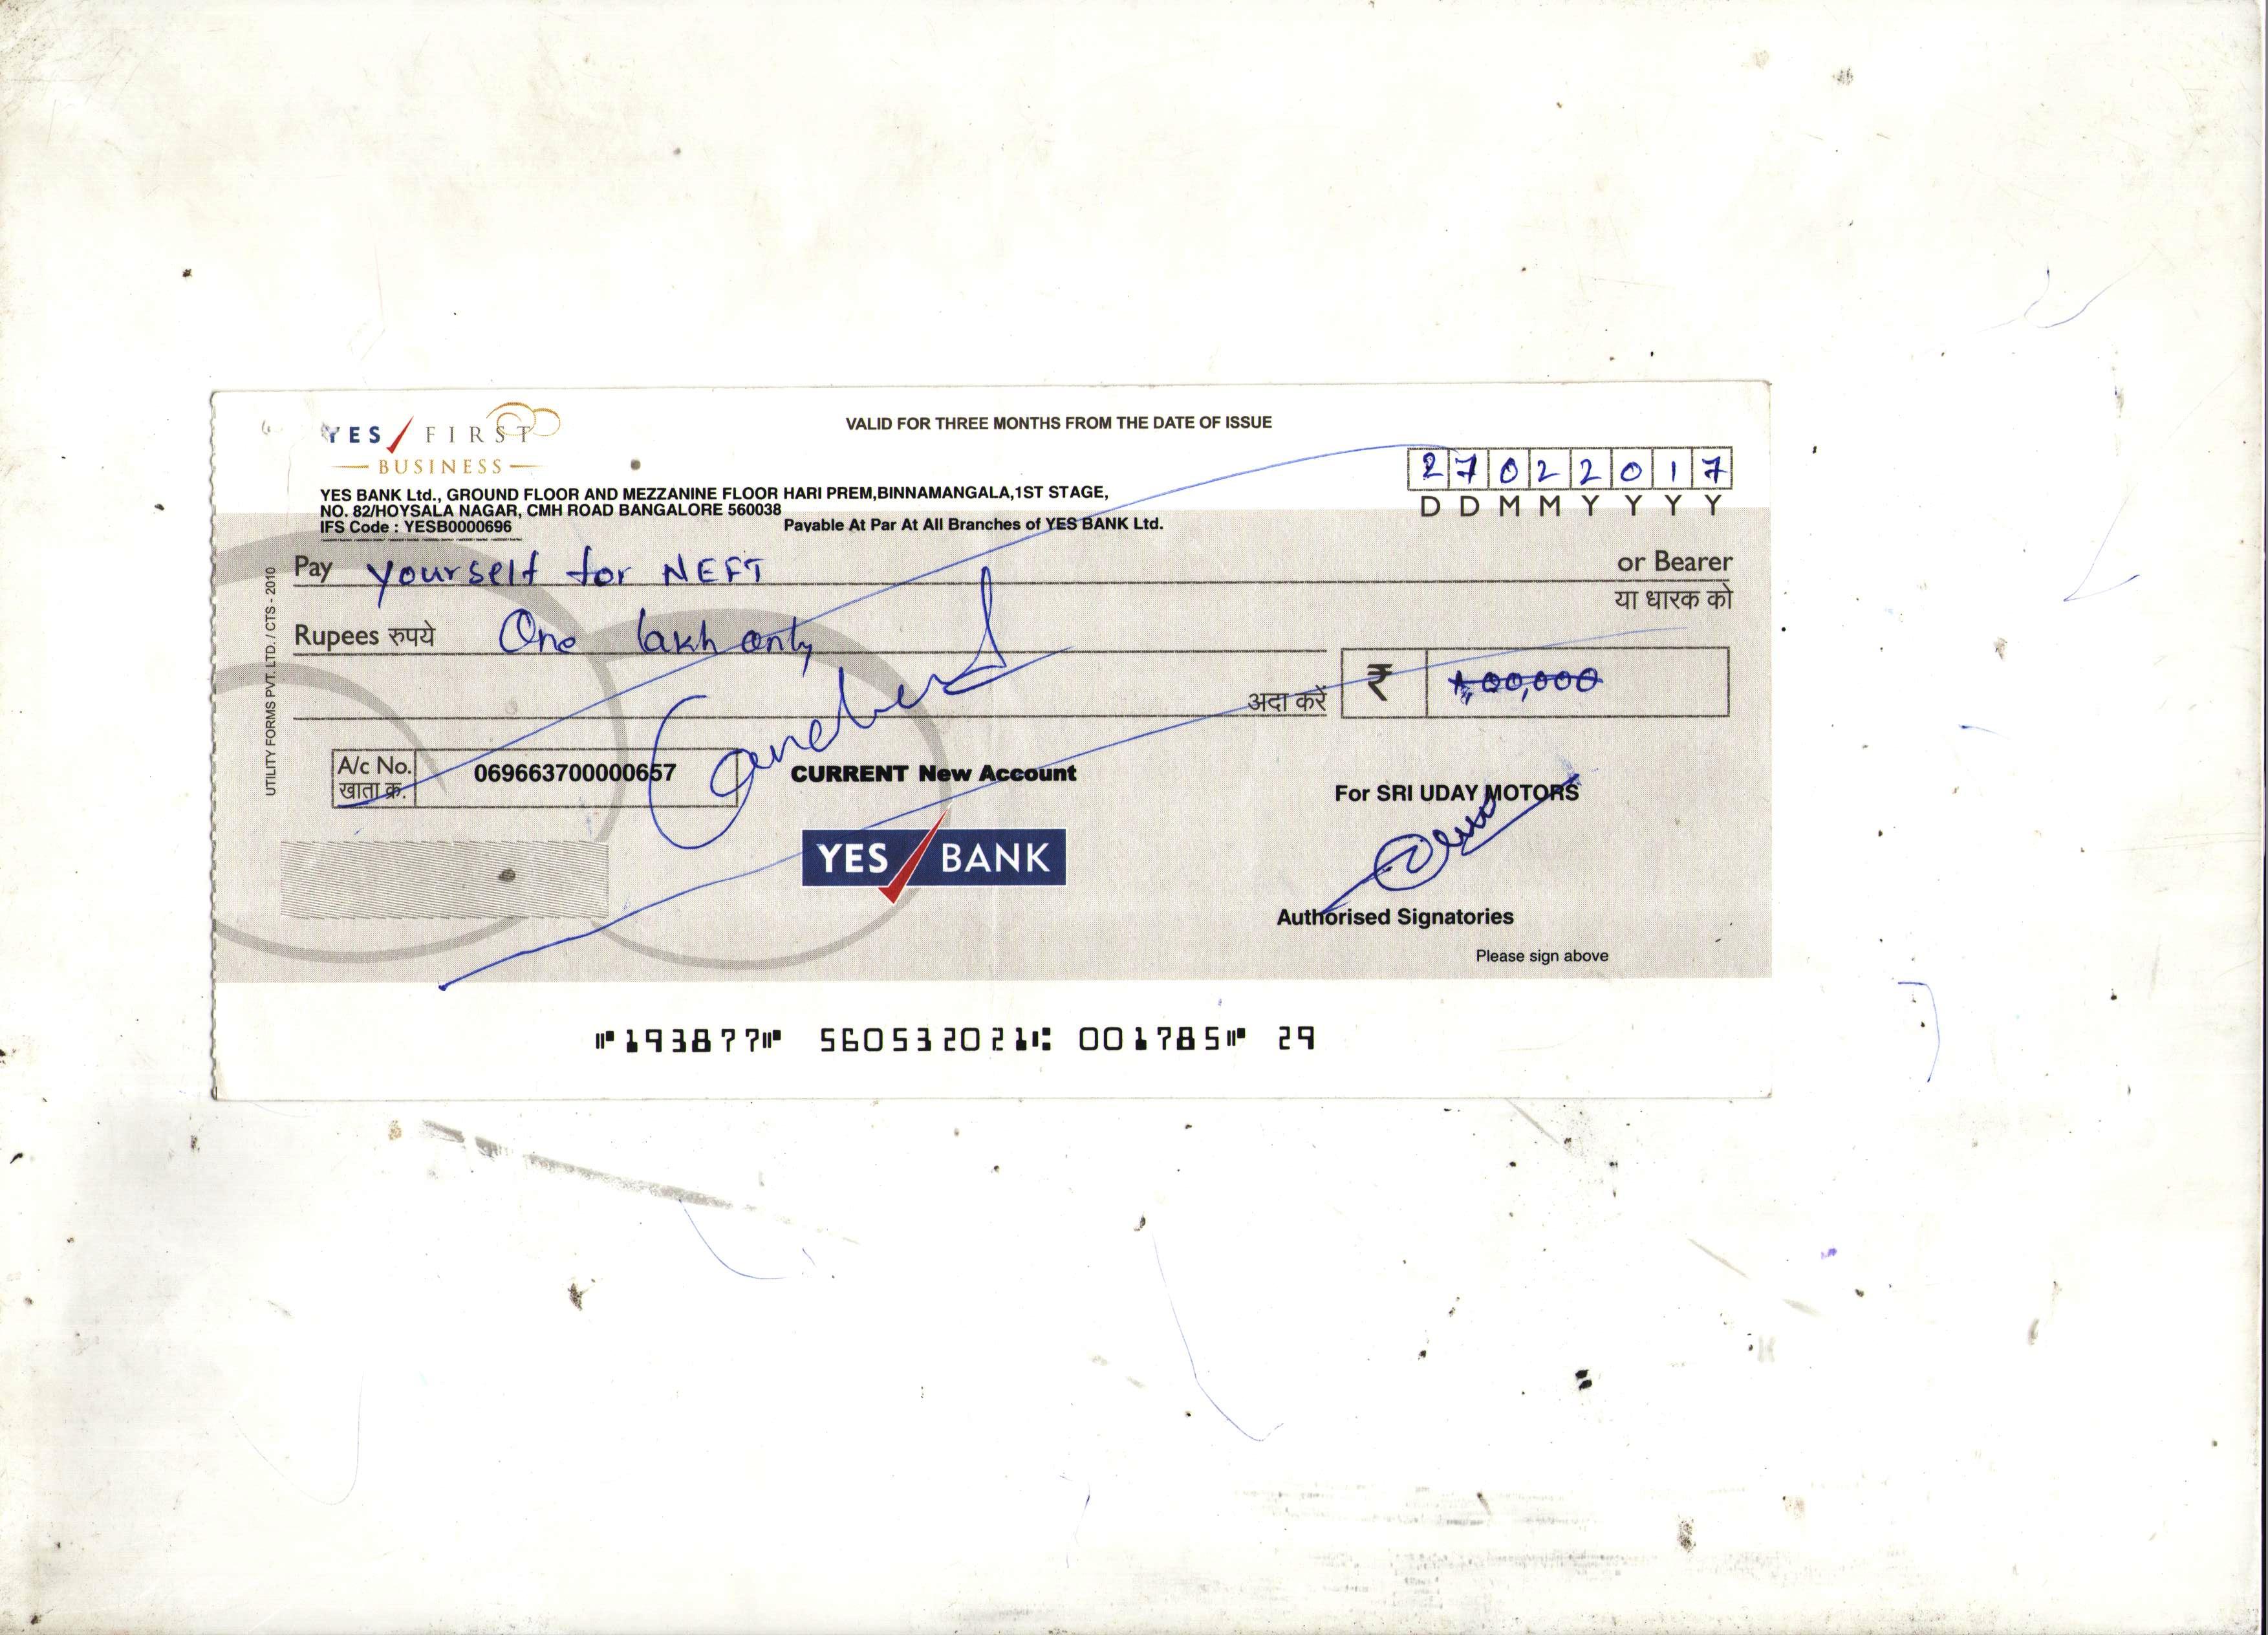 YES FIRST
BUSINESS
VALID FOR THREE MONTHS FROM THE DATE OF ISSUE
2 7 0 2 2 0 1 7
D D M M Y Y Y Y
YES BANK Ltd., GROUND FLOOR AND MEZZANINE FLOOR HARI PREM,BINNAMANGALA,1ST STAGE,
NO. 82/HOYSALA NAGAR, CMH ROAD BANGALORE 560038
IFS Code : YESB0000696 Payable At Par At All Branches of YES BANK Ltd.
Pay yourself for NEFT or Bearer
या धारक को
Rupees रुपये One lakh only
अदा करें ₹ 1,00,000
Cancelled
A/c No. 069663700000657 CURRENT New Account
खाता क्र.
For SRI UDAY MOTORS
YES BANK
Authorised Signatories
Please sign above
UTILITY FORMS PVT. LTD. / CTS - 2010
⑈193877⑈ 560532021⑆ 001785⑈ 29